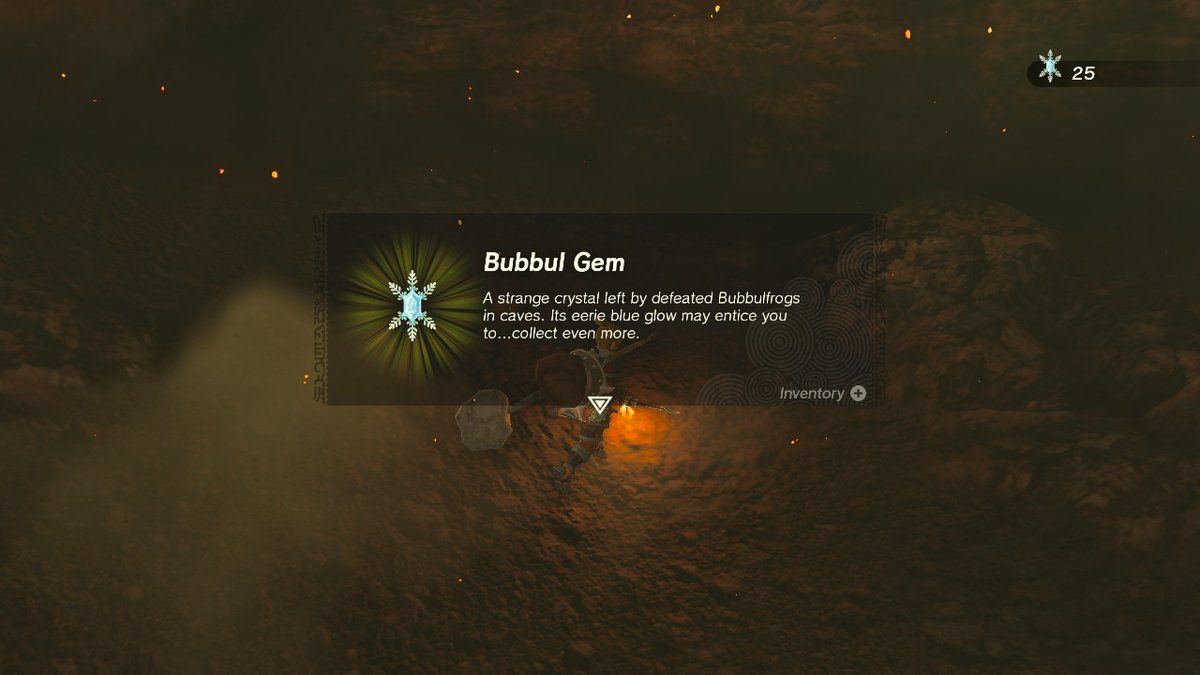 25
Bubbul Gem
A strange crystal left by defeated Bubbulfrogs
in caves. Its eerie blue glow may entice you
to...collect even more.
Inventory